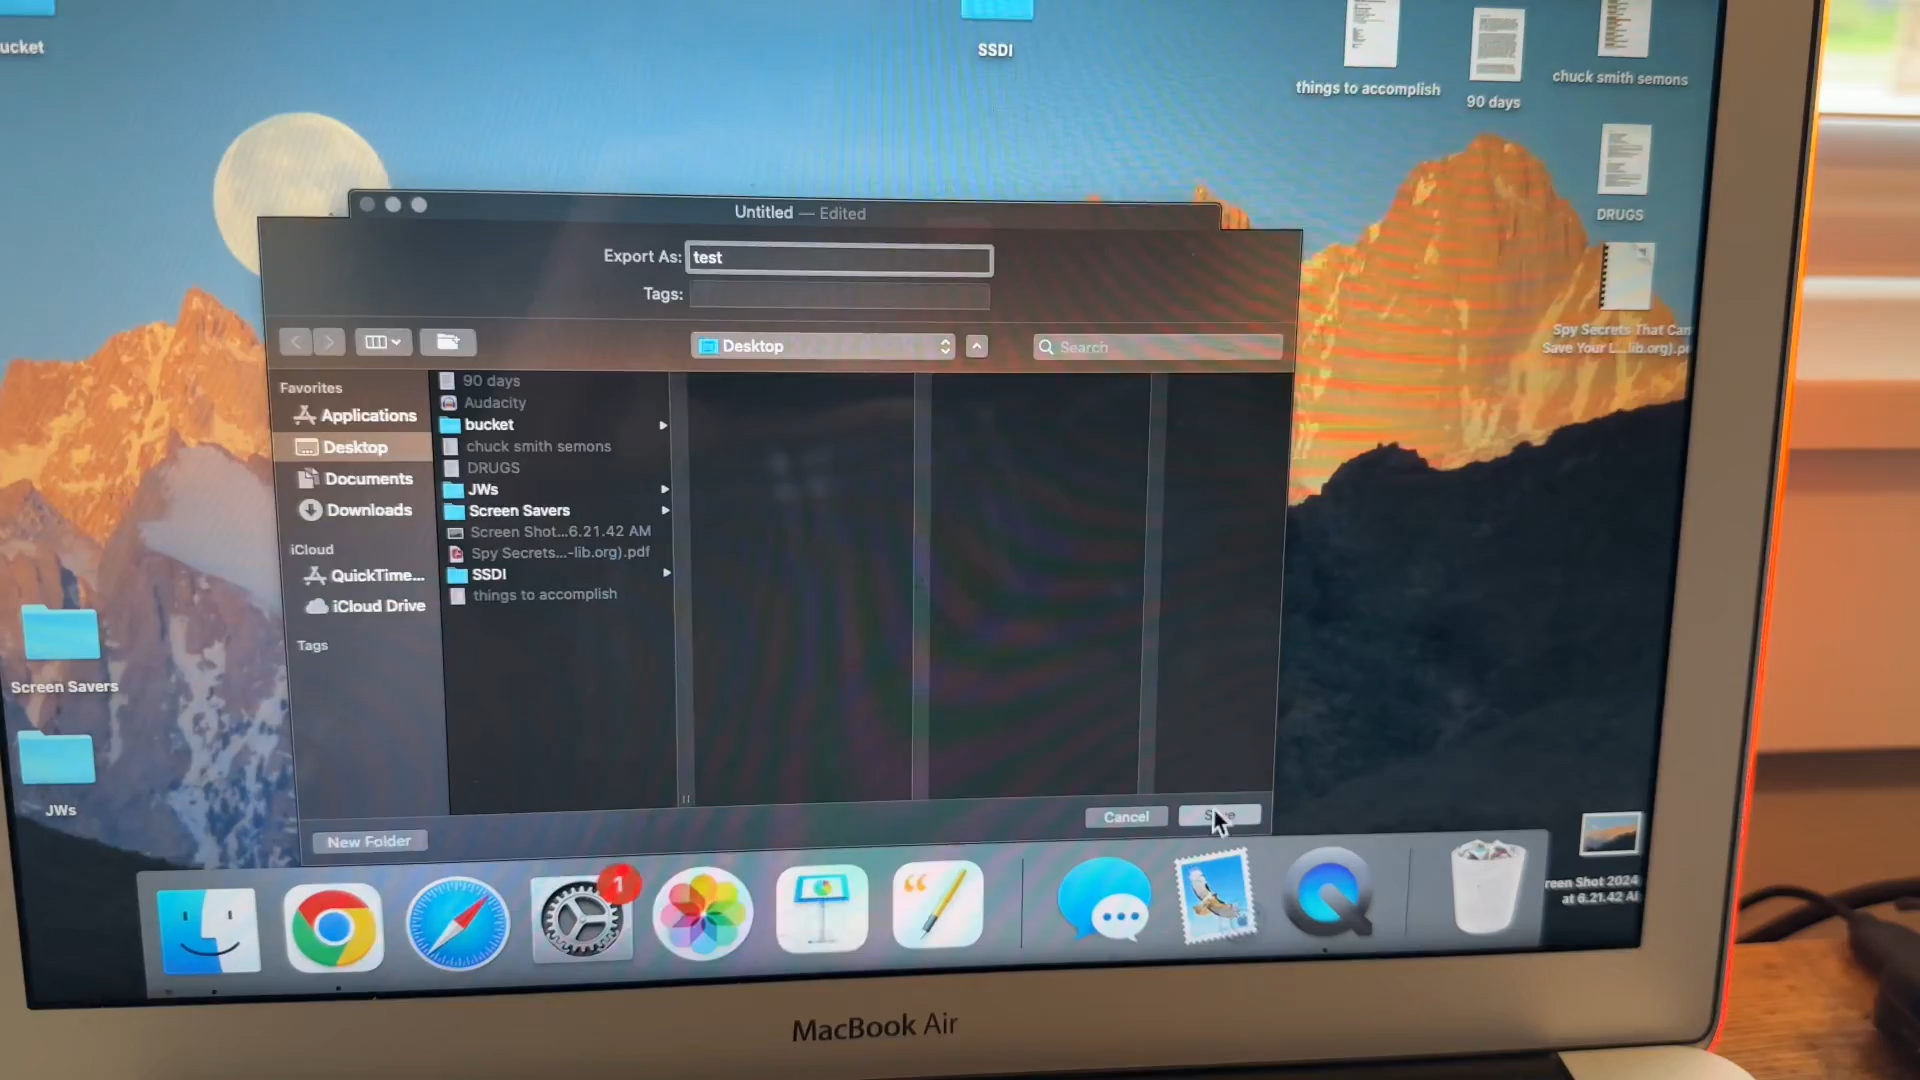 ucket
SSDI
things to accomplish
90 days
chuck smith semons
DRUGS
Spy Secrets That Can
Save Your L...lib.org).p
Untitled — Edited
Export As: test
Tags:
Desktop
Search
Favorites
Applications
Desktop
Documents
Downloads
iCloud
QuickTime...
iCloud Drive
Tags
90 days
Audacity
bucket
chuck smith semons
DRUGS
JWs
Screen Savers
Screen Shot...6.21.42 AM
Spy Secrets...-lib.org).pdf
SSDI
things to accomplish
New Folder
Cancel
Screen Savers
JWs
1
reen Shot 2024
at 6.21.42 AI
MacBook Air